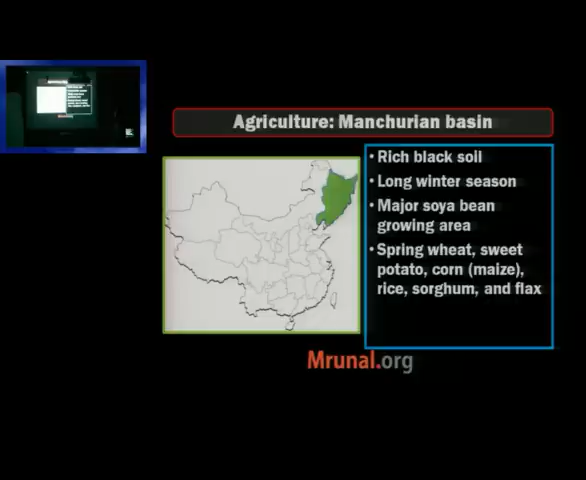 Agriculture: Manchurian basin
• Rich black soil
• Long winter season
• Major soya bean
growing area
• Spring wheat, sweet
potato, corn (maize),
rice, sorghum, and flax
Mrunal.org